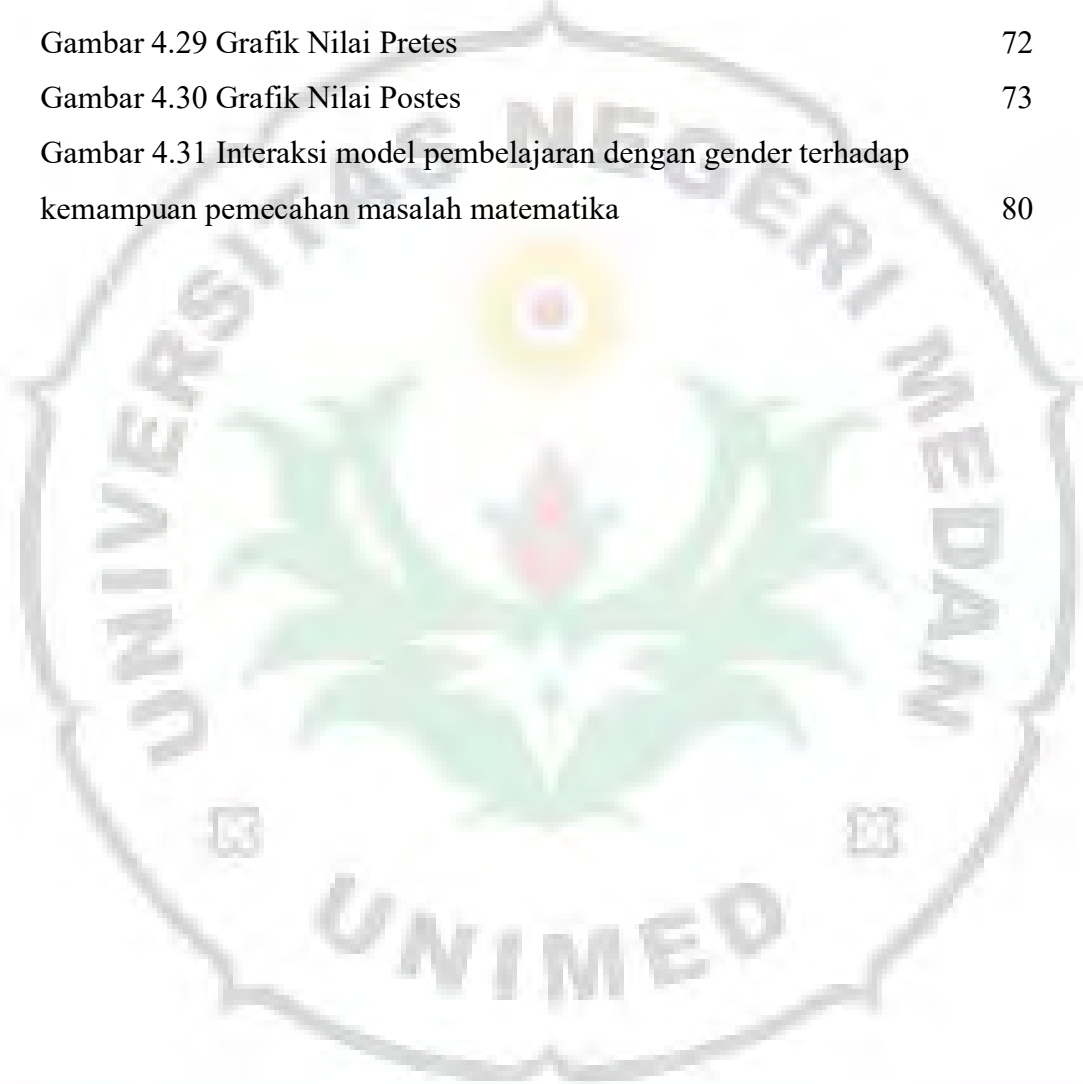 Gambar 4.29 Grafik Nilai Pretes 72
Gambar 4.30 Grafik Nilai Postes 73
Gambar 4.31 Interaksi model pembelajaran dengan gender terhadap
kemampuan pemecahan masalah matematika 80
UNIVERSITAS NEGERI MEDAN
UNIMED